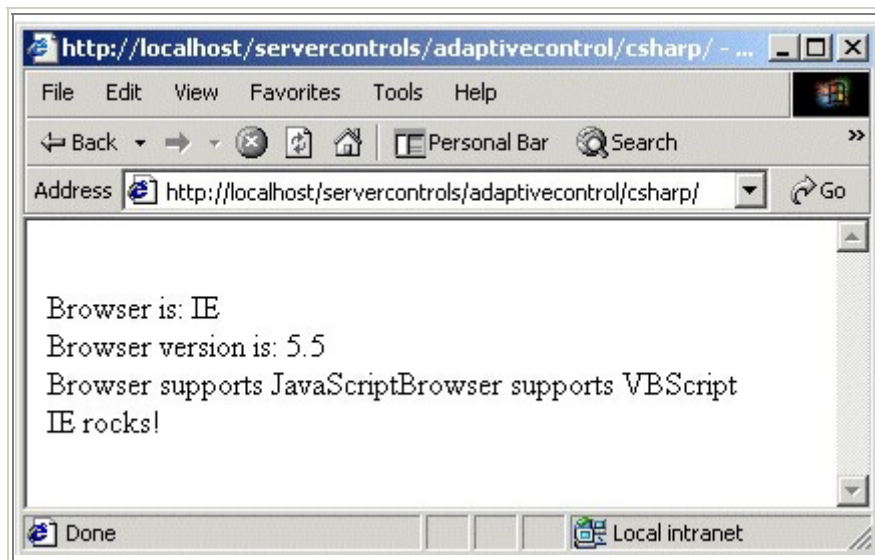 http://localhost/servercontrols/adaptivecontrol/csharp/ - ...
File Edit View Favorites Tools Help
Back Personal Bar Search »
Address http://localhost/servercontrols/adaptivecontrol/csharp/ Go
Browser is: IE
Browser version is: 5.5
Browser supports JavaScriptBrowser supports VBScript
IE rocks!
Done Local intranet